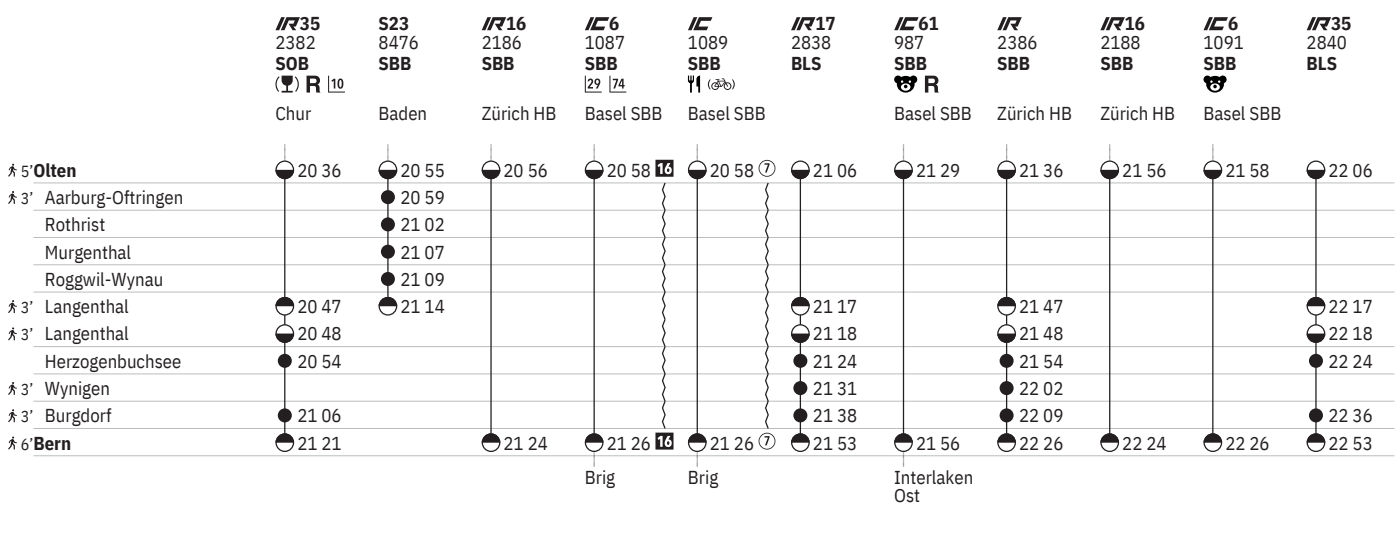 IR35 S23 IR16 IC6 IC IR17 IC61 IR IR16 IC6 IR35
2382 8476 2186 1087 1089 2838 987 2386 2188 1091 2840
SOB SBB SBB SBB SBB BLS SBB SBB SBB SBB BLS
R 10 29 74 R
Chur Baden Zürich HB Basel SBB Basel SBB Basel SBB Zürich HB Zürich HB Basel SBB
5’ Olten 20 36 20 55 20 56 20 58 16 20 58 7 21 06 21 29 21 36 21 56 21 58 22 06
3’ Aarburg-Oftringen 20 59
Rothrist 21 02
Murgenthal 21 07
Roggwil-Wynau 21 09
3’ Langenthal 20 47 21 14 21 17 21 47 22 17
3’ Langenthal 20 48 21 18 21 48 22 18
Herzogenbuchsee 20 54 21 24 21 54 22 24
3’ Wynigen 21 31 22 02
3’ Burgdorf 21 06 21 38 22 09 22 36
6’ Bern 21 21 21 24 21 26 16 21 26 7 21 53 21 56 22 26 22 24 22 26 22 53
Brig Brig Interlaken
Ost